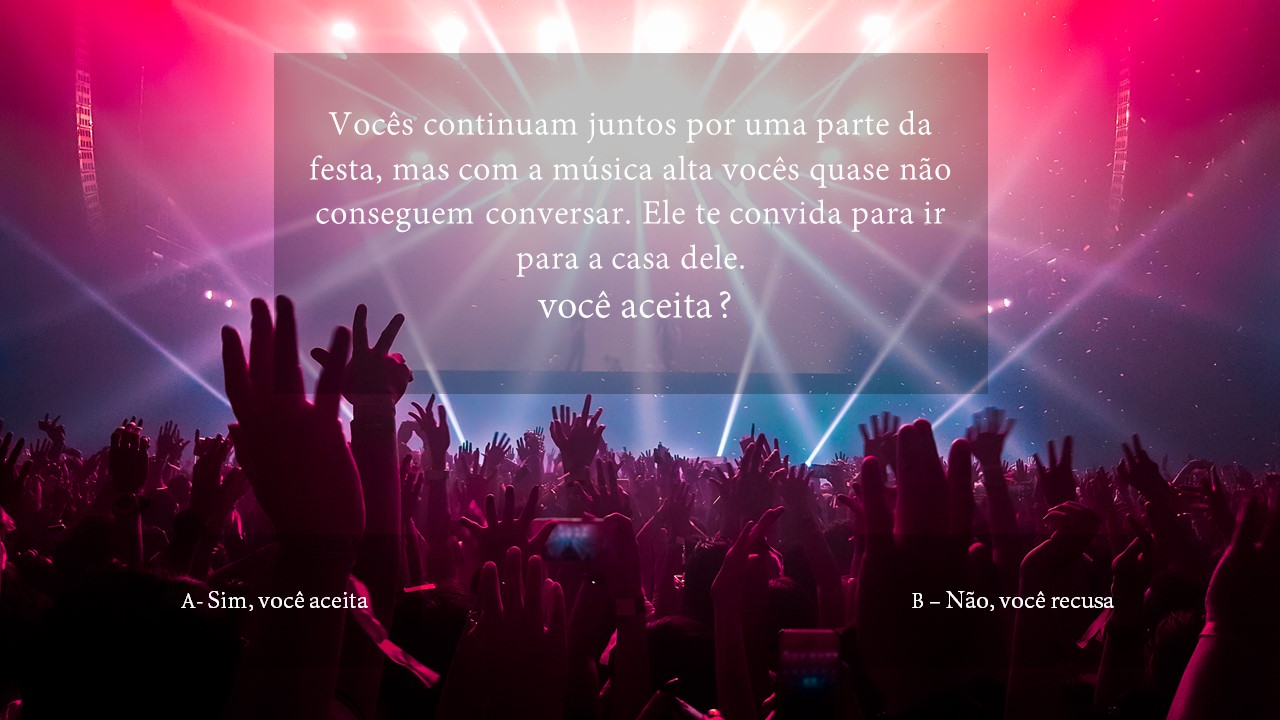 Vocês continuam juntos por uma parte da
festa, mas com a música alta vocês quase não
conseguem conversar. Ele te convida para ir
para a casa dele.
você aceita ?
A- Sim, você aceita
B – Não, você recusa